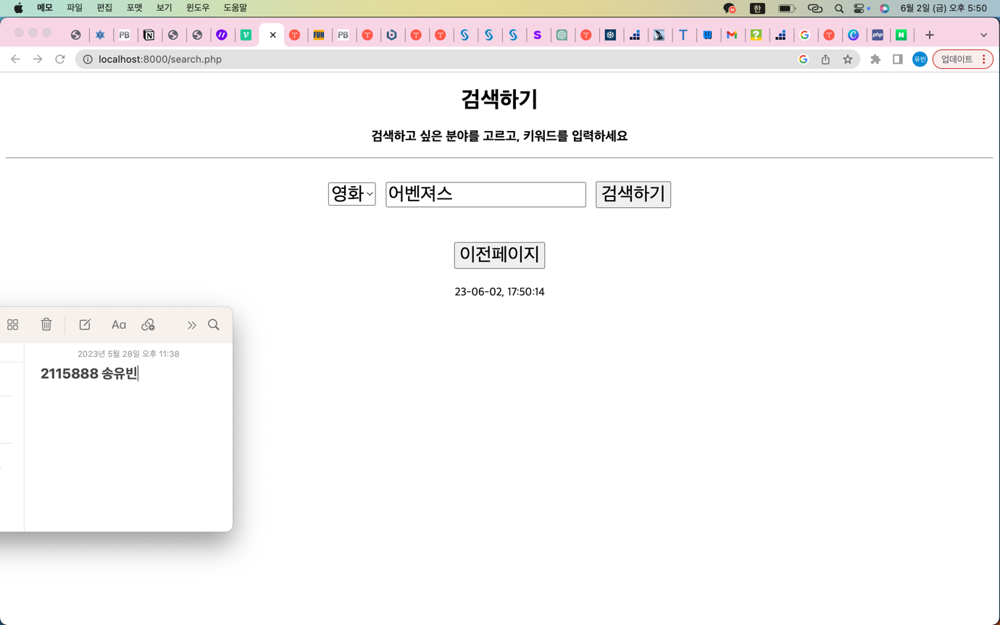 메모 파일 편집 포맷 보기 윈도우 도움말 한 6월 2일 (금) 오후 5:50
PB FUN PB php N
localhost:8000/search.php 유빈 업데이트
검색하기
검색하고 싶은 분야를 고르고, 키워드를 입력하세요
영화 어벤져스 검색하기
이전페이지
23-06-02, 17:50:14
Aa
2023년 5월 28일 오후 11:38
2115888 송유빈